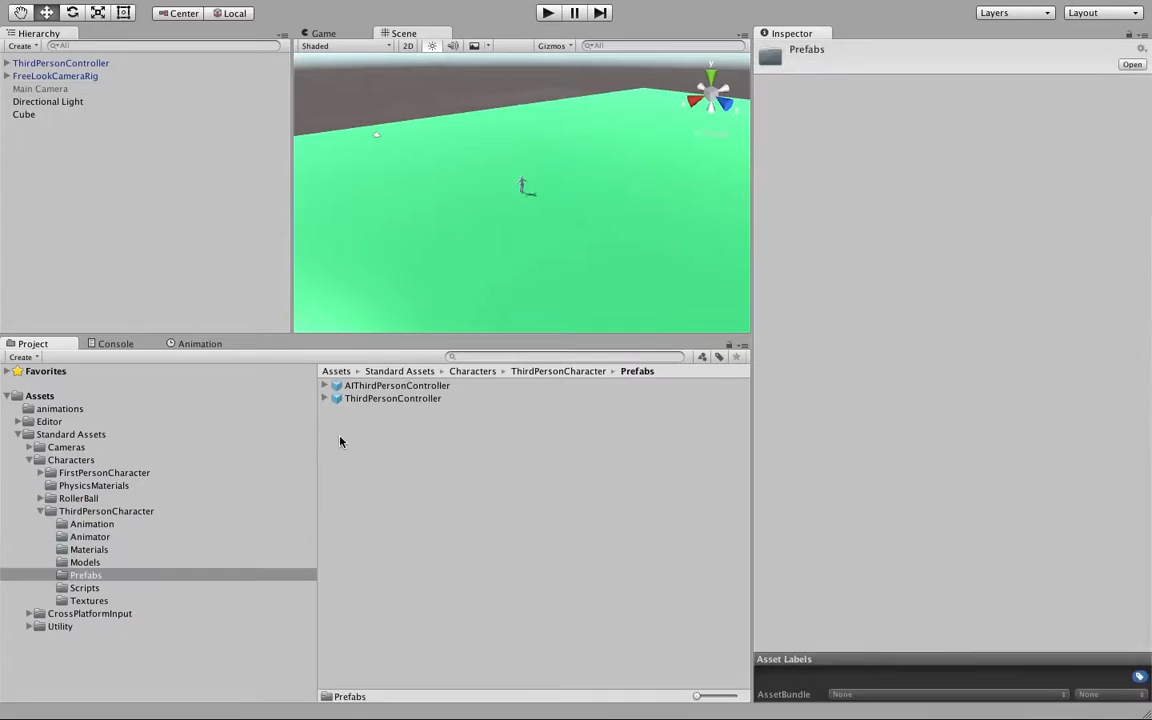 Center
Local
Layers
Layout
Hierarchy
Create
All
ThirdPersonController
FreeLookCameraRig
Main Camera
Directional Light
Cube
Game
Scene
Shaded
2D
Gizmos
All
y
Inspector
Prefabs
Open
Project
Console
Animation
Create
Favorites
Assets
animations
Editor
Standard Assets
Cameras
Characters
FirstPersonCharacter
PhysicsMaterials
RollerBall
ThirdPersonCharacter
Animation
Animator
Materials
Models
Prefabs
Scripts
Textures
CrossPlatformInput
Utility
Assets Standard Assets Characters ThirdPersonCharacter Prefabs
AIThirdPersonController
ThirdPersonController
Prefabs
Asset Labels
AssetBundle None None